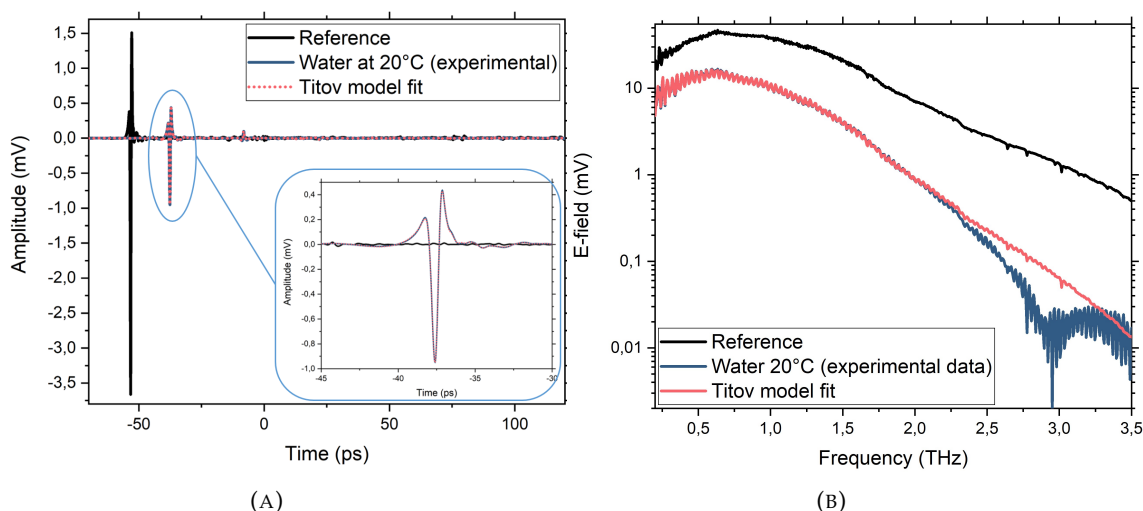 Reference
Water at 20°C (experimental)
Titov model fit
1,5
1,0
0,5
0,0
-0,5
-1,0
-1,5
-2,0
-2,5
-3,0
-3,5
Amplitude (mV)
-50
0
50
100
Time (ps)
0,4
0,2
0,0
-0,2
-0,4
-0,6
-0,8
-1,0
Amplitude (mV)
-45
-40
-35
-30
Time (ps)
(A)
10
1
0,1
0,01
E-field (mV)
Reference
Water 20°C (experimental data)
Titov model fit
0,5
1,0
1,5
2,0
2,5
3,0
3,5
Frequency (THz)
(B)